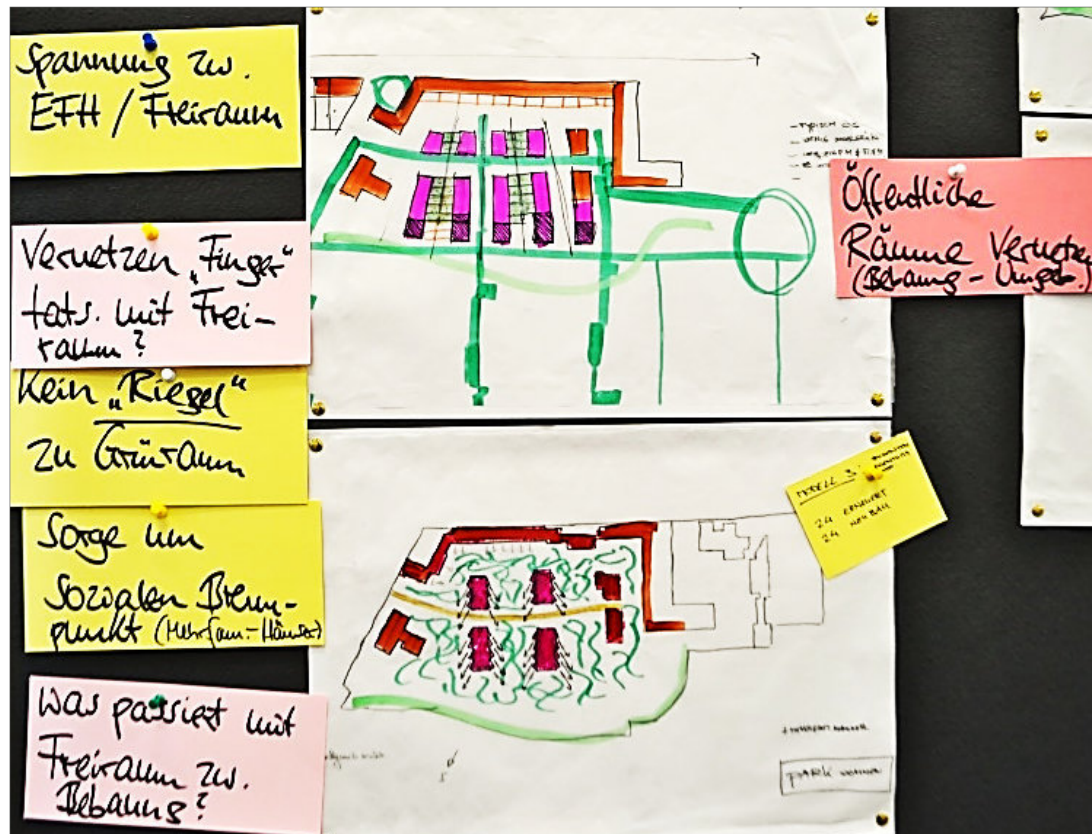 Spannung zw.
EFH / Freiraum
Vernetzen „Finger“
tats. mit Frei-
raum?
Kein „Riegel“
zu Grünraum
Sorge um
Sozialen Brenn-
punkt (Mehrfam.-Häuser)
Was passiert mit
Freiraum zw.
Bebauung?
Öffentliche
Räume Vernetzen
(Bebauung - Umgeb.)
MODELL 3:
24
24 NEUBAU
PARK